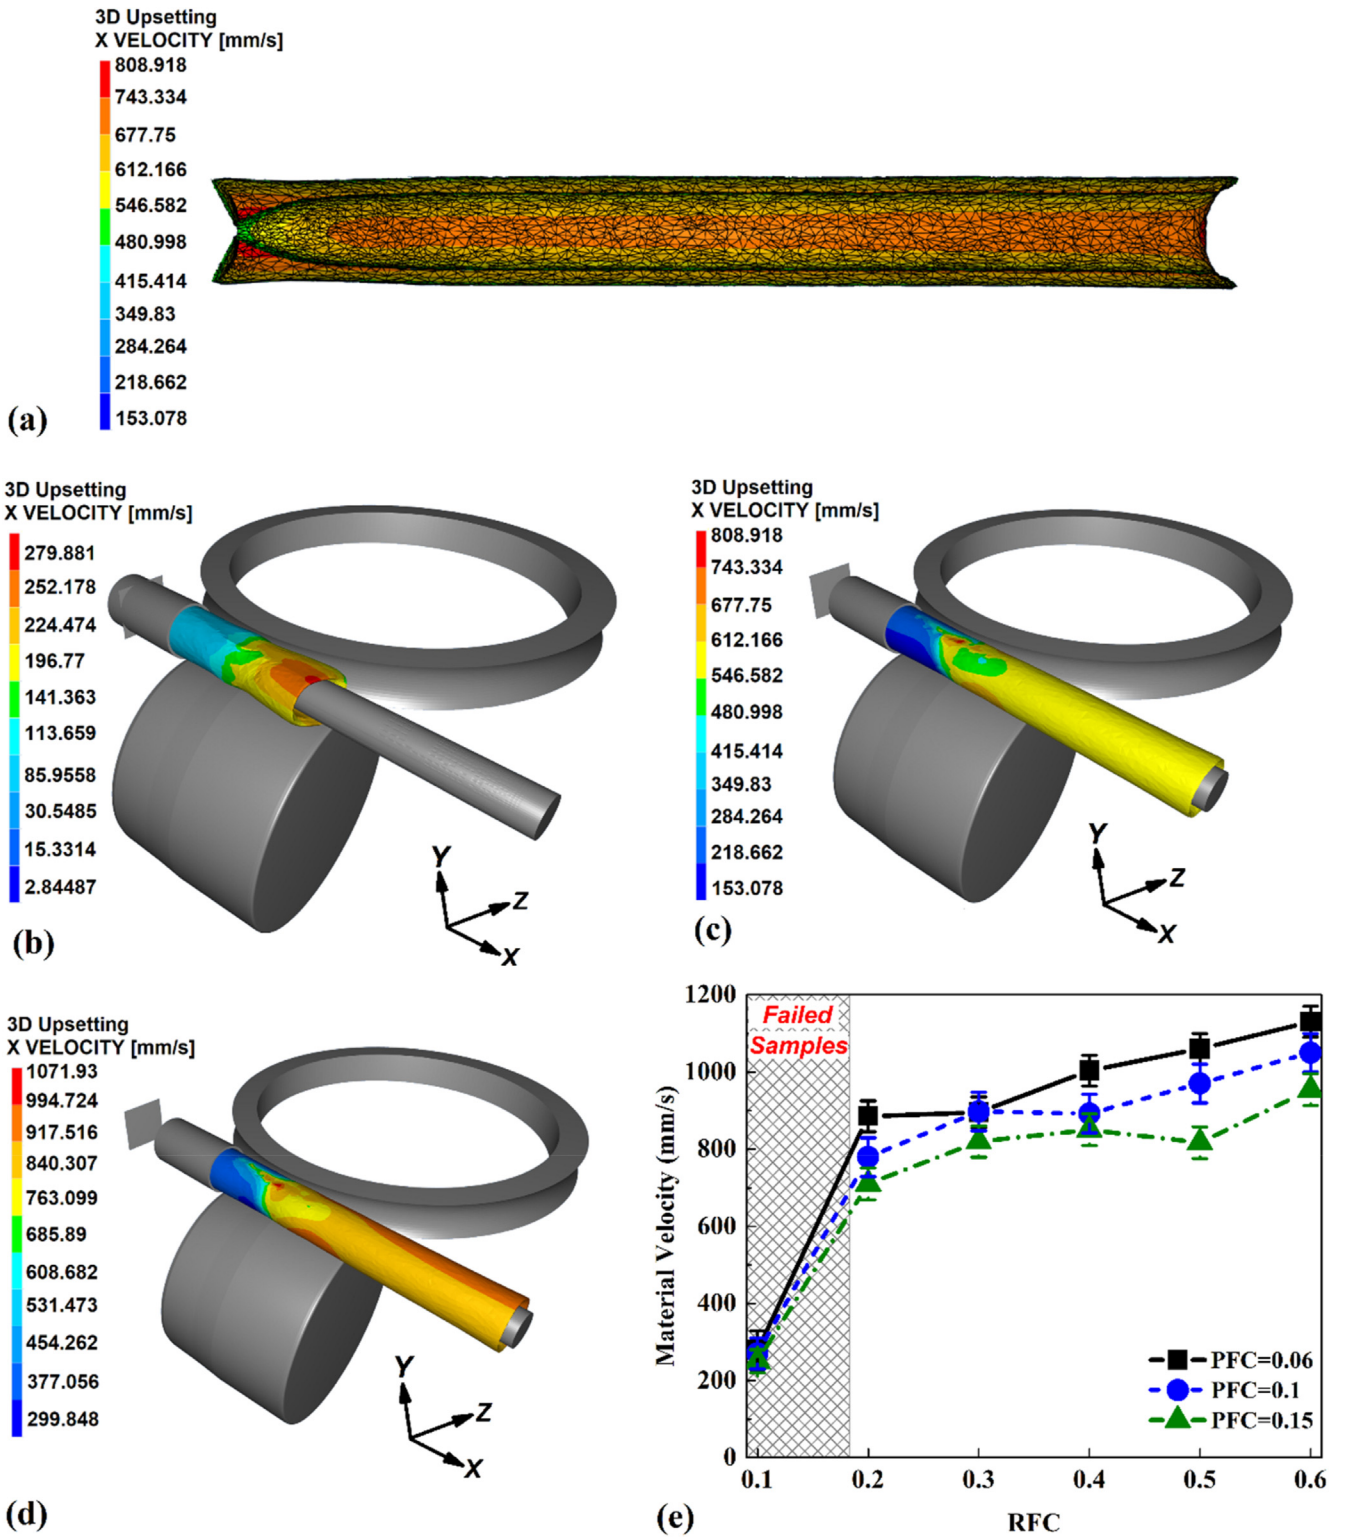 3D Upsetting
X VELOCITY [mm/s]
808.918
743.334
677.75
612.166
546.582
480.998
415.414
349.83
284.264
218.662
153.078
(a)
3D Upsetting
X VELOCITY [mm/s]
279.881
252.178
224.474
196.77
141.363
113.659
85.9558
30.5485
15.3314
2.84487
Y
Z
X
(b)
3D Upsetting
X VELOCITY [mm/s]
808.918
743.334
677.75
612.166
546.582
480.998
415.414
349.83
284.264
218.662
153.078
Y
Z
X
(c)
3D Upsetting
X VELOCITY [mm/s]
1071.93
994.724
917.516
840.307
763.099
685.89
608.682
531.473
454.262
377.056
299.848
Y
Z
X
(d)
1200
1000
800
600
400
200
0
Material Velocity (mm/s)
Failed
Samples
PFC=0.06
PFC=0.1
PFC=0.15
0.1 0.2 0.3 0.4 0.5 0.6
RFC
(e)